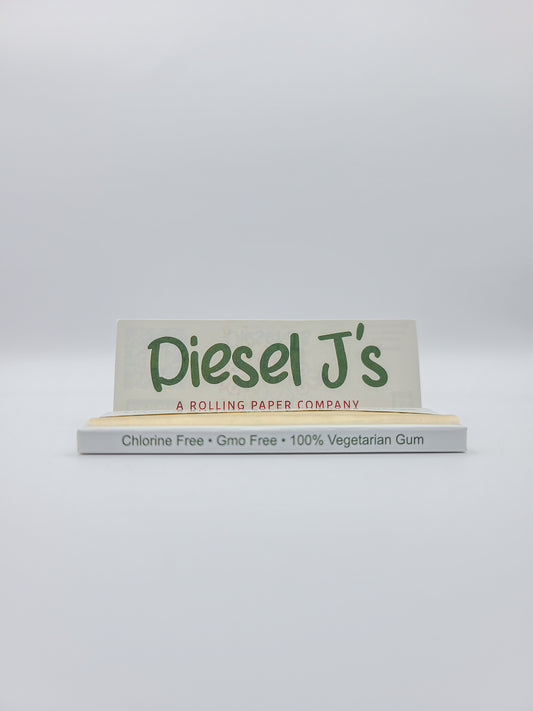 Diesel J's
A ROLLING PAPER COMPANY
Chlorine Free • Gmo Free • 100% Vegetarian Gum